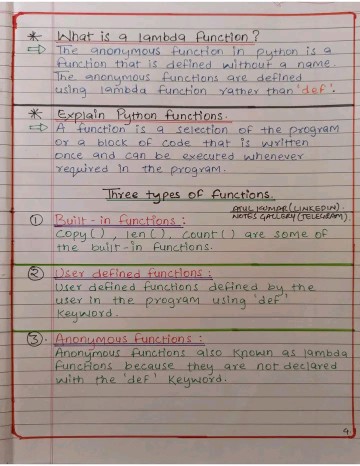 * What is a lambda function?
⇒ The anonymous function in python is a
function that is defined without a name.
The anonymous functions are defined
using lambda function rather than 'def'.
* Explain Python functions.
⇒ A function is a selection of the program
or a block of code that is written
once and can be executed whenever
required in the program.
Three types of functions.
ATUL KUMAR (LINKEDIN).
NOTES GALLERY (TELEGRAM)
① Built-in functions :
Copy(), len(), count() are some of
the built-in functions.
② User defined functions :
User defined functions defined by the
user in the program using 'def'
keyword.
③. Anonymous functions :
Anonymous functions also known as lambda
functions because they are not declared
with the 'def' keyword.
4